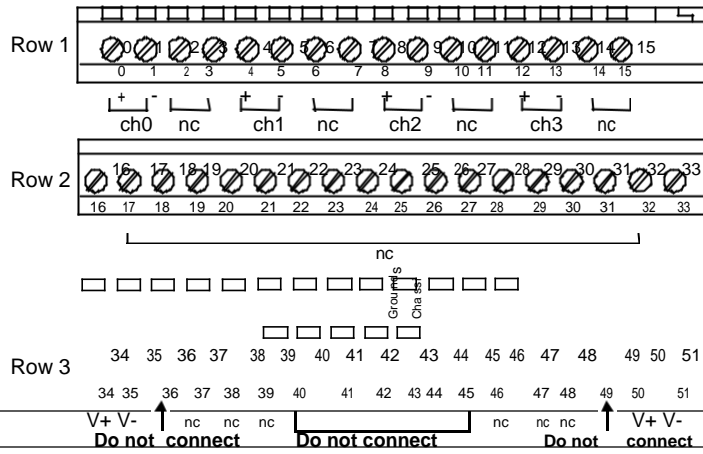 Row 1
0 1 2 3 4 5 6 7 8 9 10 11 12 13 14 15
0 1 2 3 4 5 6 7 8 9 10 11 12 13 14 15
+ - + - + - + -
ch0 nc ch1 nc ch2 nc ch3 nc
Row 2
16 17 18 19 20 21 22 23 24 25 26 27 28 29 30 31 32 33
16 17 18 19 20 21 22 23 24 25 26 27 28 29 30 31 32 33
nc
Grounds
Chassi
Row 3
34 35 36 37 38 39 40 41 42 43 44 45 46 47 48 49 50 51
34 35 36 37 38 39 40 41 42 43 44 45 46 47 48 49 50 51
V+ V- nc nc nc nc nc nc V+ V-
Do not connect Do not connect Do not connect